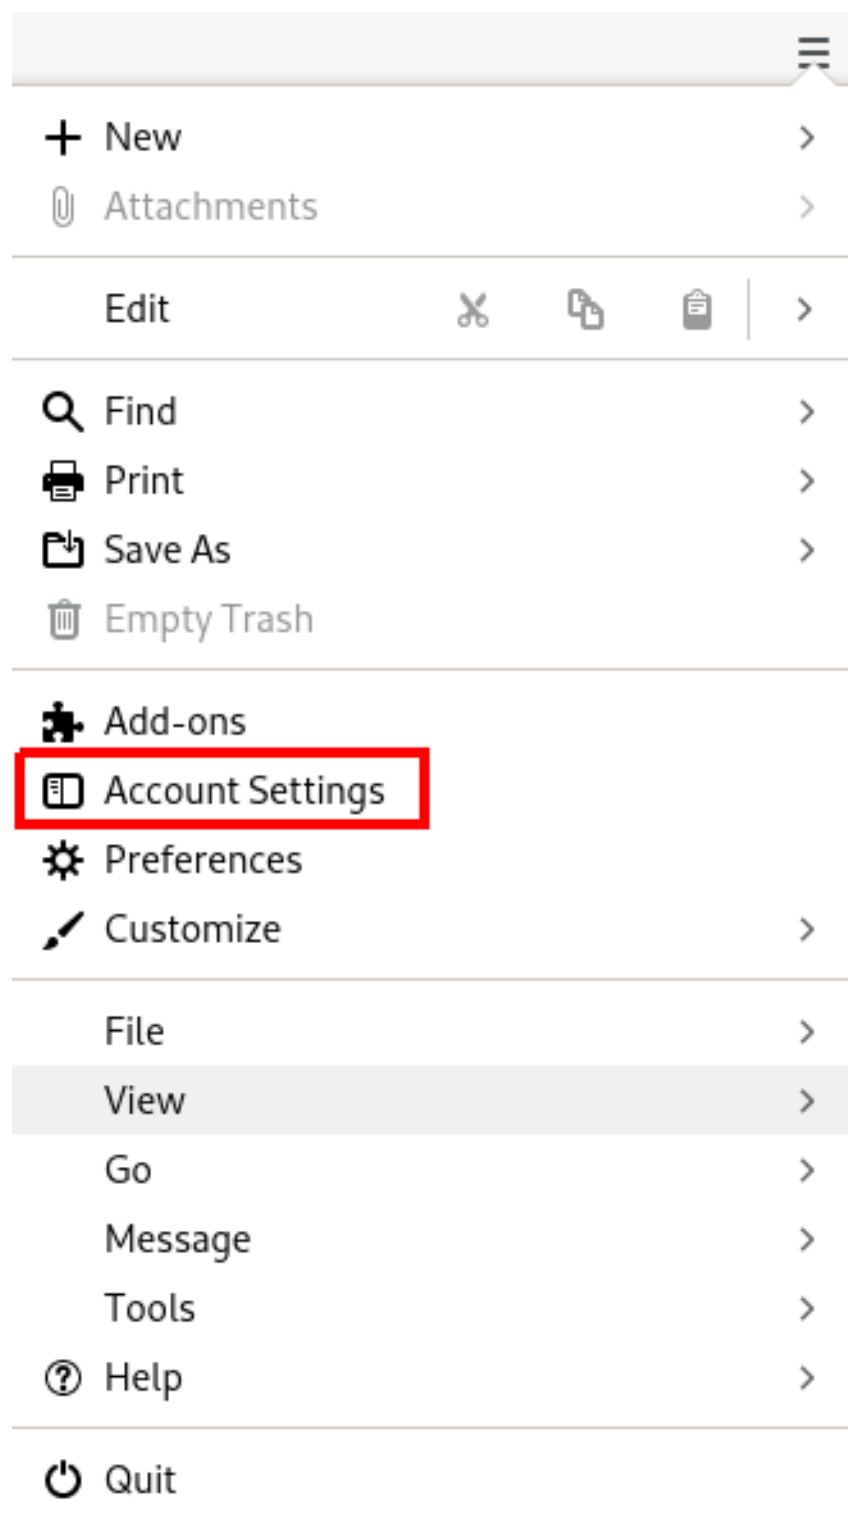 New
Attachments
Edit
Find
Print
Save As
Empty Trash
Add-ons
Account Settings
Preferences
Customize
File
View
Go
Message
Tools
Help
Quit